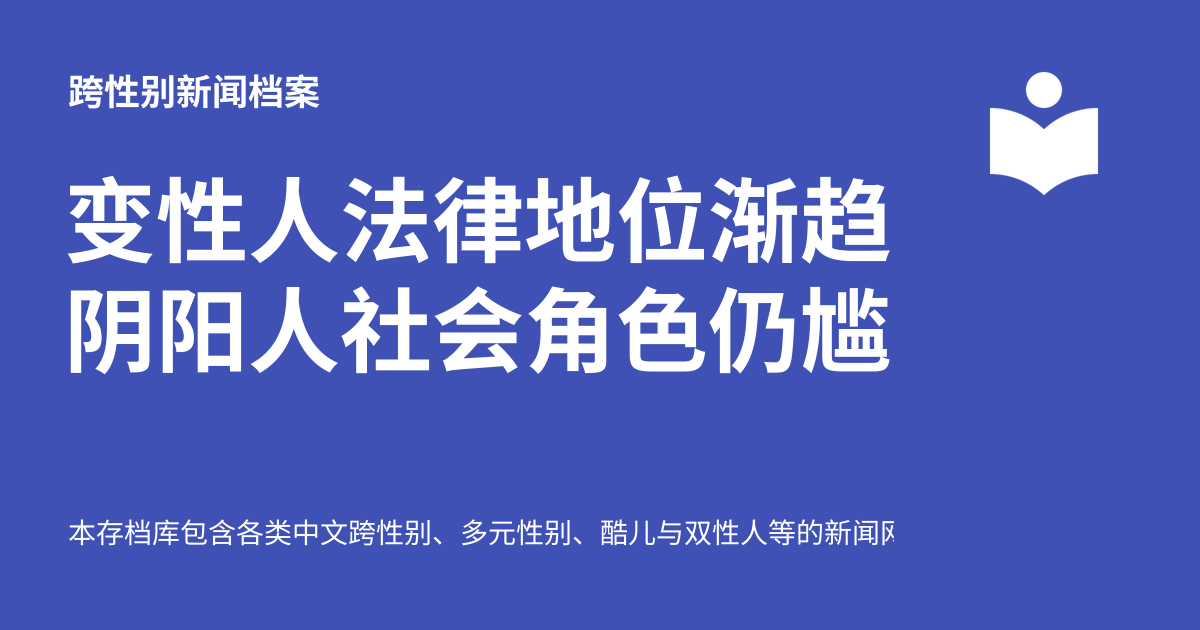 跨性别新闻档案
变性人法律地位渐趋
阴阳人社会角色仍尴
本存档库包含各类中文跨性别、多元性别、酷儿与双性人等的新闻